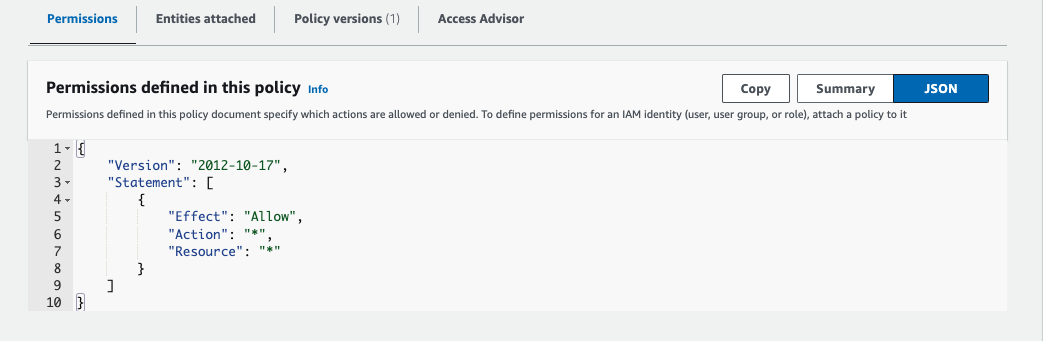 Permissions Entities attached Policy versions (1) Access Advisor
Permissions defined in this policy Info Copy Summary JSON
Permissions defined in this policy document specify which actions are allowed or denied. To define permissions for an IAM identity (user, user group, or role), attach a policy to it
1 {
2 "Version": "2012-10-17",
3 "Statement": [
4 {
5 "Effect": "Allow",
6 "Action": "*",
7 "Resource": "*"
8 }
9 ]
10 }